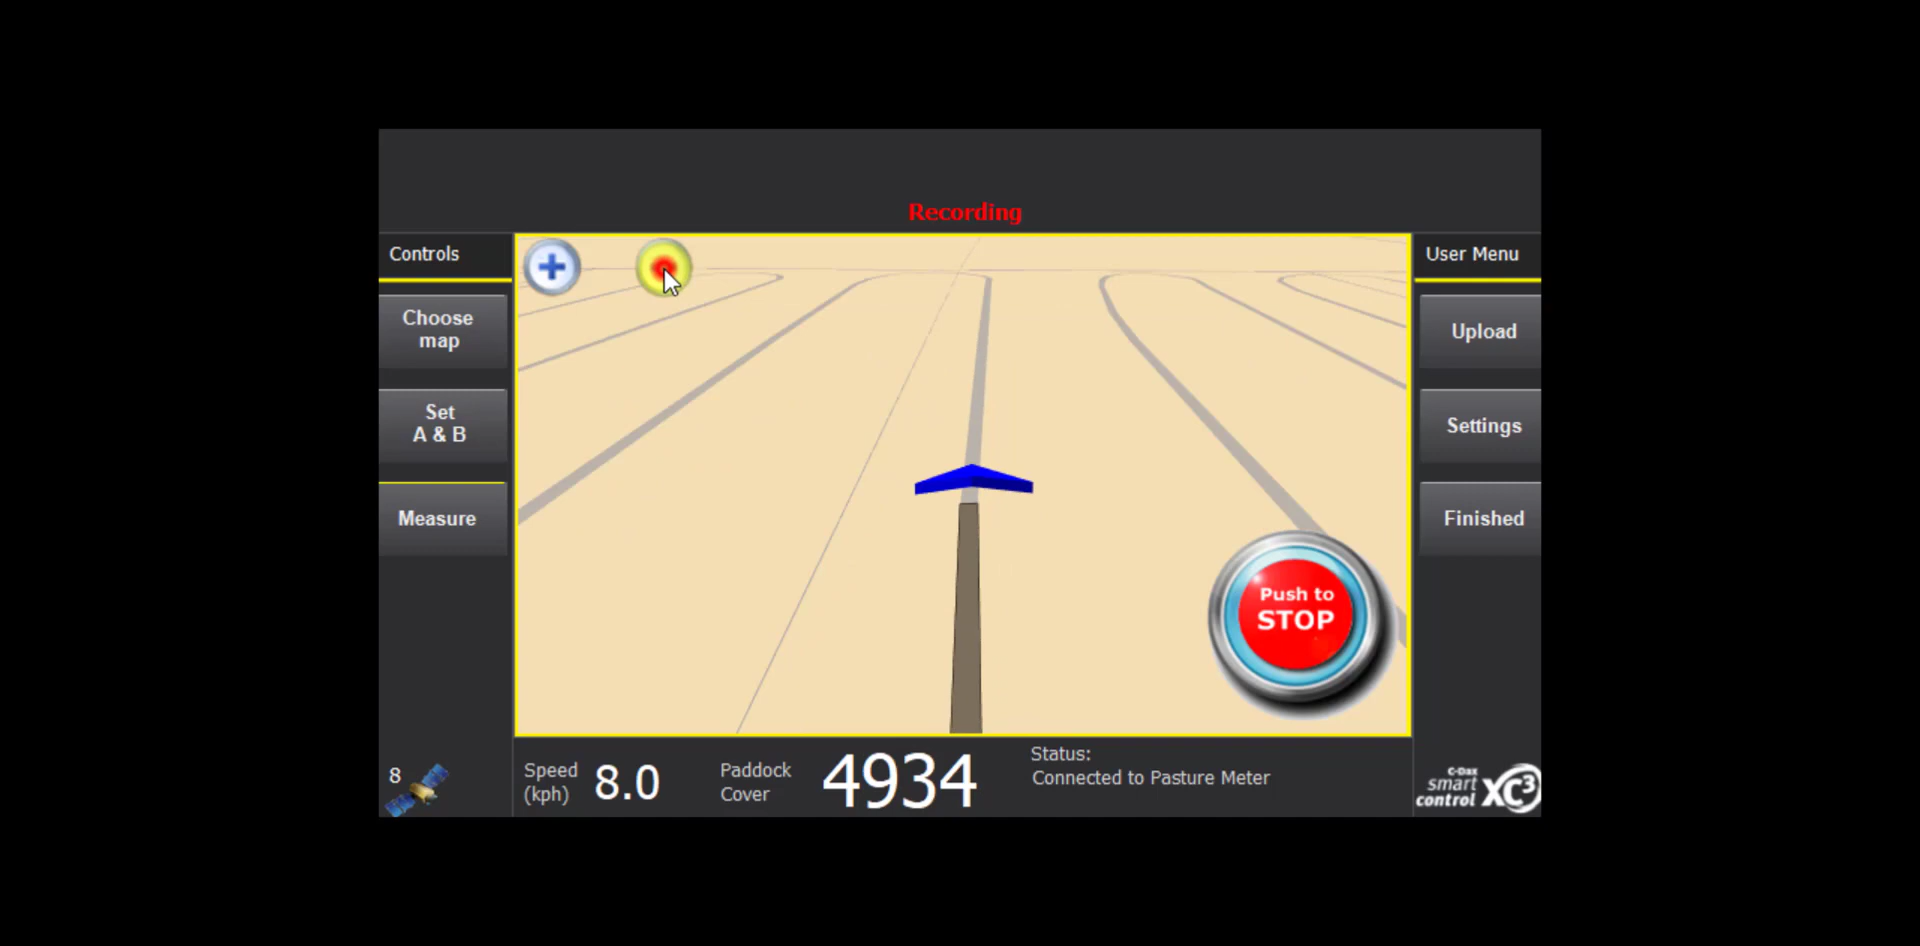 Recording
Controls
User Menu
Choose
map
Upload
Set
A & B
Settings
Measure
Finished
Push to
STOP
8
Speed
(kph)
8.0
Paddock
Cover
4934
Status:
Connected to Pasture Meter
C-Dax
smart
control
XC3